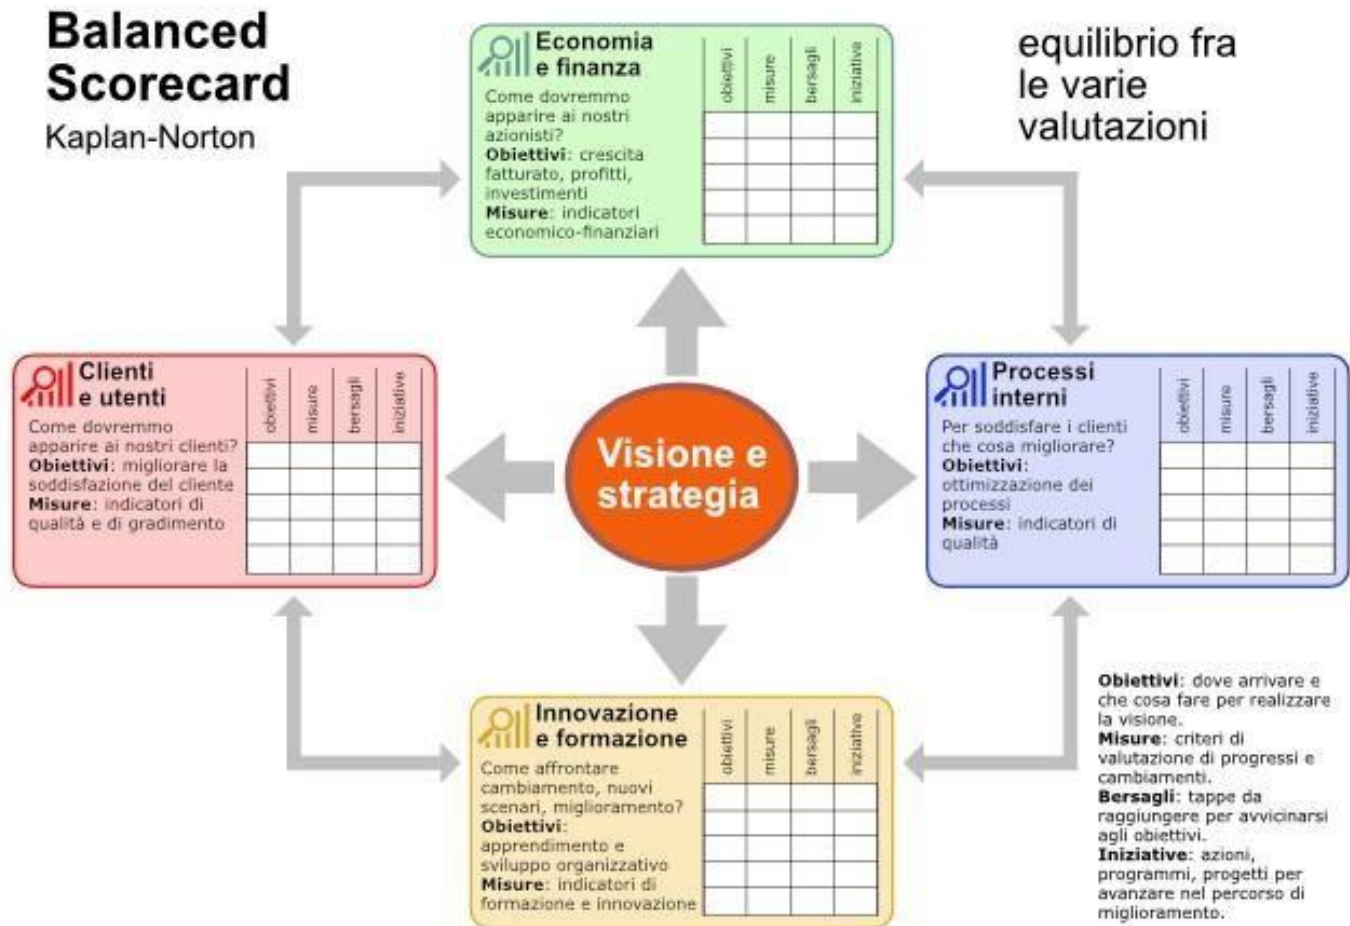 Balanced
Scorecard
Kaplan-Norton
equilibrio fra
le varie
valutazioni
Economia
e finanza
Come dovremmo
apparire ai nostri
azionisti?
Obiettivi: crescita
fatturato, profitti,
investimenti
Misure: indicatori
economico-finanziari
obiettivi
misure
bersagli
iniziative
Clienti
e utenti
Come dovremmo
apparire ai nostri clienti?
Obiettivi: migliorare la
soddisfazione del cliente
Misure: indicatori di
qualità e di gradimento
obiettivi
misure
bersagli
iniziative
Visione e
strategia
Processi
interni
Per soddisfare i clienti
che cosa migliorare?
Obiettivi:
ottimizzazione dei
processi
Misure: indicatori di
qualità
obiettivi
misure
bersagli
iniziative
Innovazione
e formazione
Come affrontare
cambiamento, nuovi
scenari, miglioramento?
Obiettivi:
apprendimento e
sviluppo organizzativo
Misure: indicatori di
formazione e innovazione
obiettivi
misure
bersagli
iniziative
Obiettivi: dove arrivare e
che cosa fare per realizzare
la visione.
Misure: criteri di
valutazione di progressi e
cambiamenti.
Bersagli: tappe da
raggiungere per avvicinarsi
agli obiettivi.
Iniziative: azioni,
programmi, progetti per
avanzare nel percorso di
miglioramento.